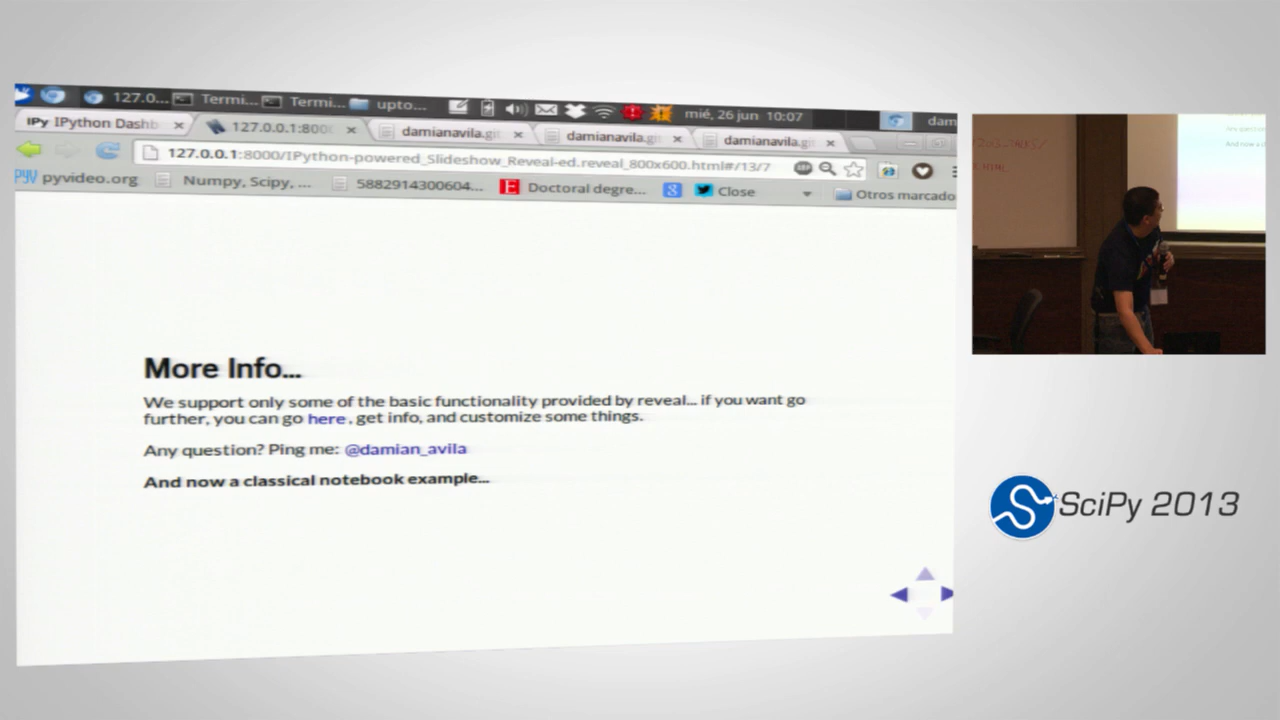 127.0... Termi... Termi... upto... mié, 26 jun 10:07 dam
IPy IPython Dashb 127.0.0.1:800 damianavila.git damianavila.git damianavila.git
127.0.0.1:8000/IPython-powered_Slideshow_Reveal-ed.reveal_800x600.html#/13/7
pyvideo.org Numpy, Scipy, ... 5882914300604... Doctoral degre... Close Otros marcado
More Info...
We support only some of the basic functionality provided by reveal... if you want go
further, you can go here, get info, and customize some things.
Any question? Ping me: @damian_avila
And now a classical notebook example...
SciPy 2013